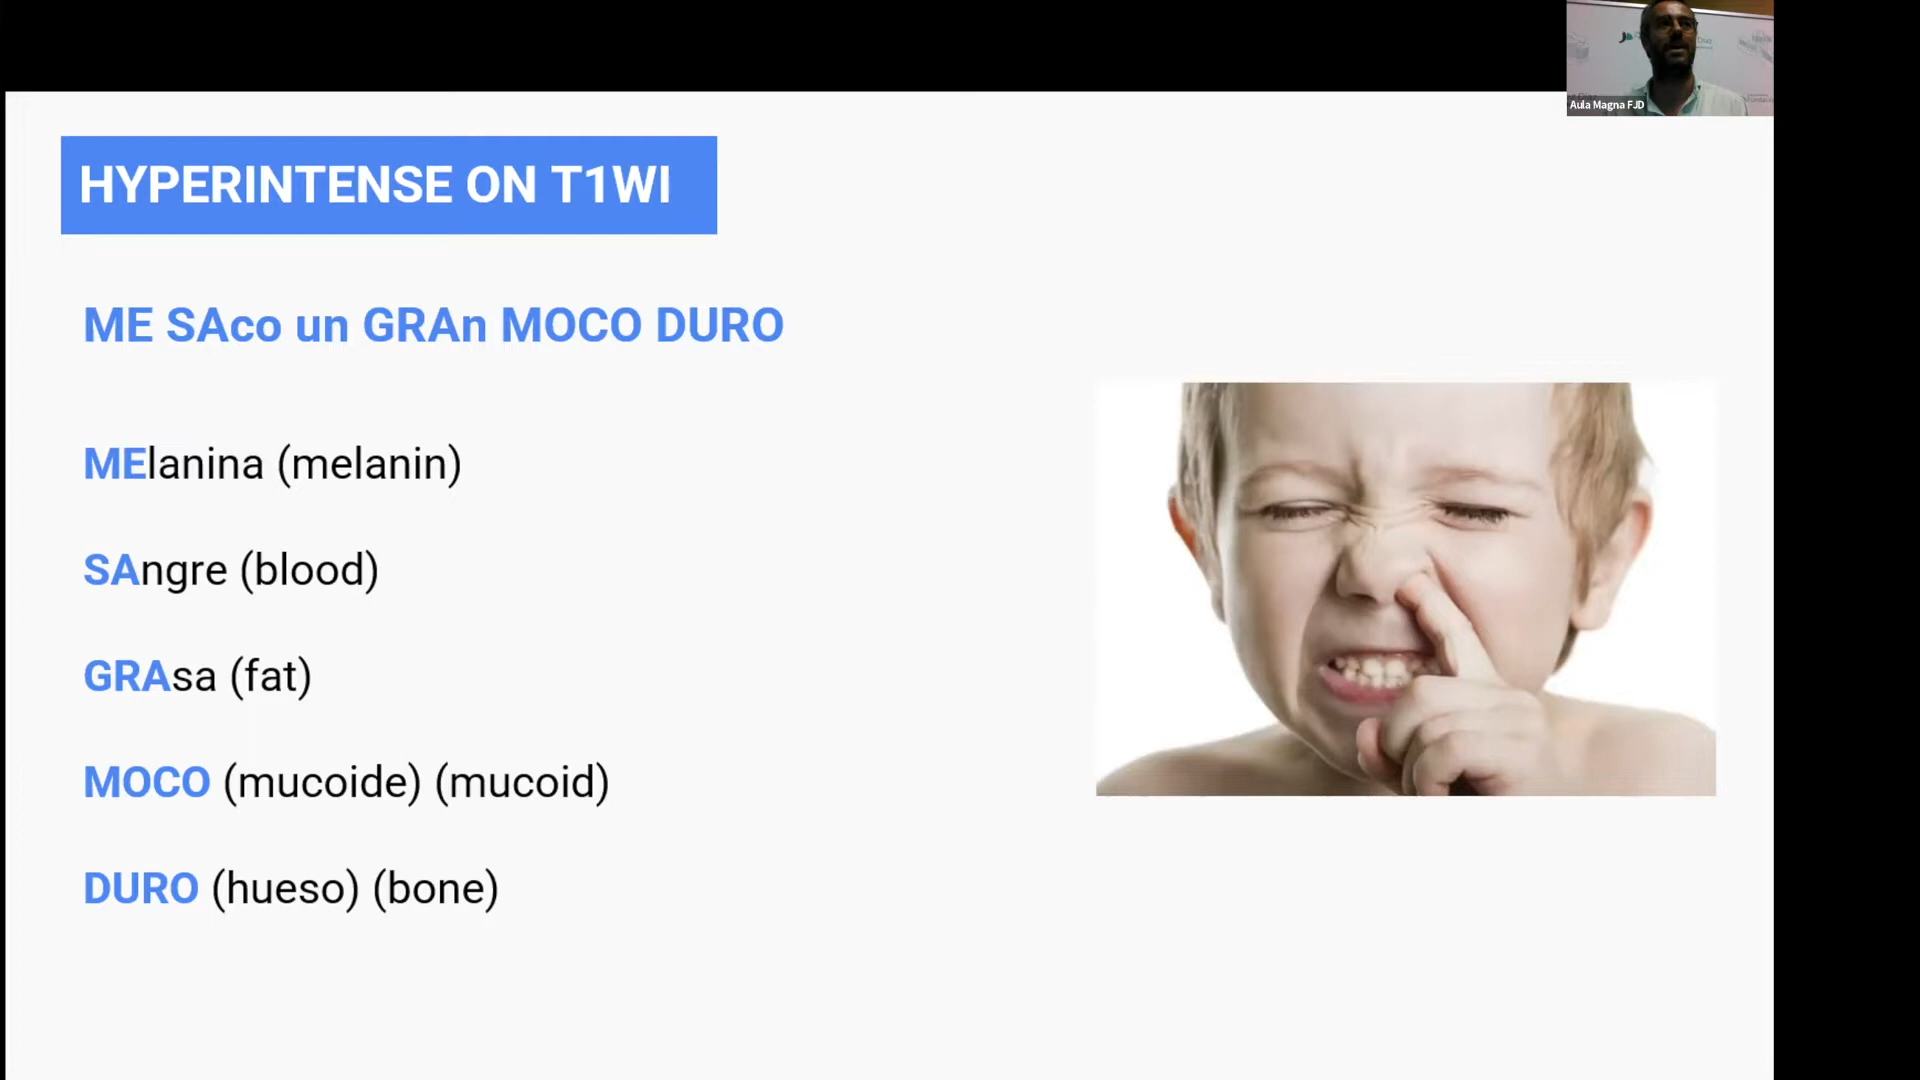 HYPERINTENSE ON T1WI
ME SAco un GRAn MOCO DURO
MElanina (melanin)
SAngre (blood)
GRAsa (fat)
MOCO (mucoide) (mucoid)
DURO (hueso) (bone)
Aula Magna FJD